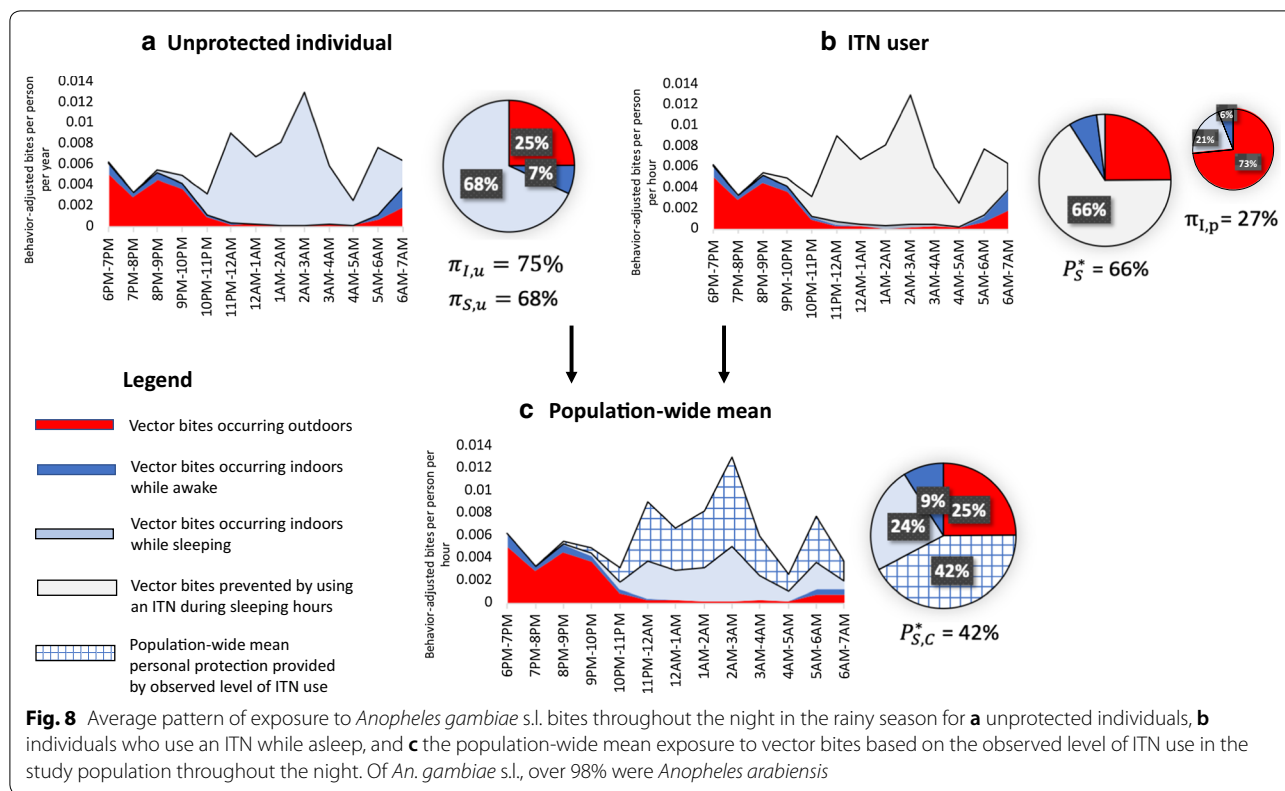 a Unprotected individual
Behavior-adjusted bites per person per year
0.014
0.012
0.01
0.008
0.006
0.004
0.002
0
6PM-7PM
7PM-8PM
8PM-9PM
9PM-10PM
10PM-11PM
11PM-12AM
12AM-1AM
1AM-2AM
2AM-3AM
3AM-4AM
4AM-5AM
5AM-6AM
6AM-7AM
25%
7%
68%
π_{I,u} = 75%
π_{S,u} = 68%
b ITN user
Behavior-adjusted bites per person per hour
0.014
0.012
0.01
0.008
0.006
0.004
0.002
0
6PM-7PM
7PM-8PM
8PM-9PM
9PM-10PM
10PM-11PM
11PM-12AM
12AM-1AM
1AM-2AM
2AM-3AM
3AM-4AM
4AM-5AM
5AM-6AM
6AM-7AM
66%
P_S^* = 66%
6%
21%
73%
π_{I,p} = 27%
Legend
Vector bites occurring outdoors
Vector bites occurring indoors
while awake
Vector bites occurring indoors
while sleeping
Vector bites prevented by using
an ITN during sleeping hours
Population-wide mean
personal protection provided
by observed level of ITN use
c Population-wide mean
Behavior-adjusted bites per person per
hour
0.014
0.012
0.01
0.008
0.006
0.004
0.002
0
6PM-7PM
7PM-8PM
8PM-9PM
9PM-10PM
10PM-11PM
11PM-12AM
12AM-1AM
1AM-2AM
2AM-3AM
3AM-4AM
4AM-5AM
5AM-6AM
6AM-7AM
9%
25%
24%
42%
P_{S,C}^* = 42%
Fig. 8 Average pattern of exposure to Anopheles gambiae s.l. bites throughout the night in the rainy season for a unprotected individuals, b
individuals who use an ITN while asleep, and c the population-wide mean exposure to vector bites based on the observed level of ITN use in the
study population throughout the night. Of An. gambiae s.l., over 98% were Anopheles arabiensis